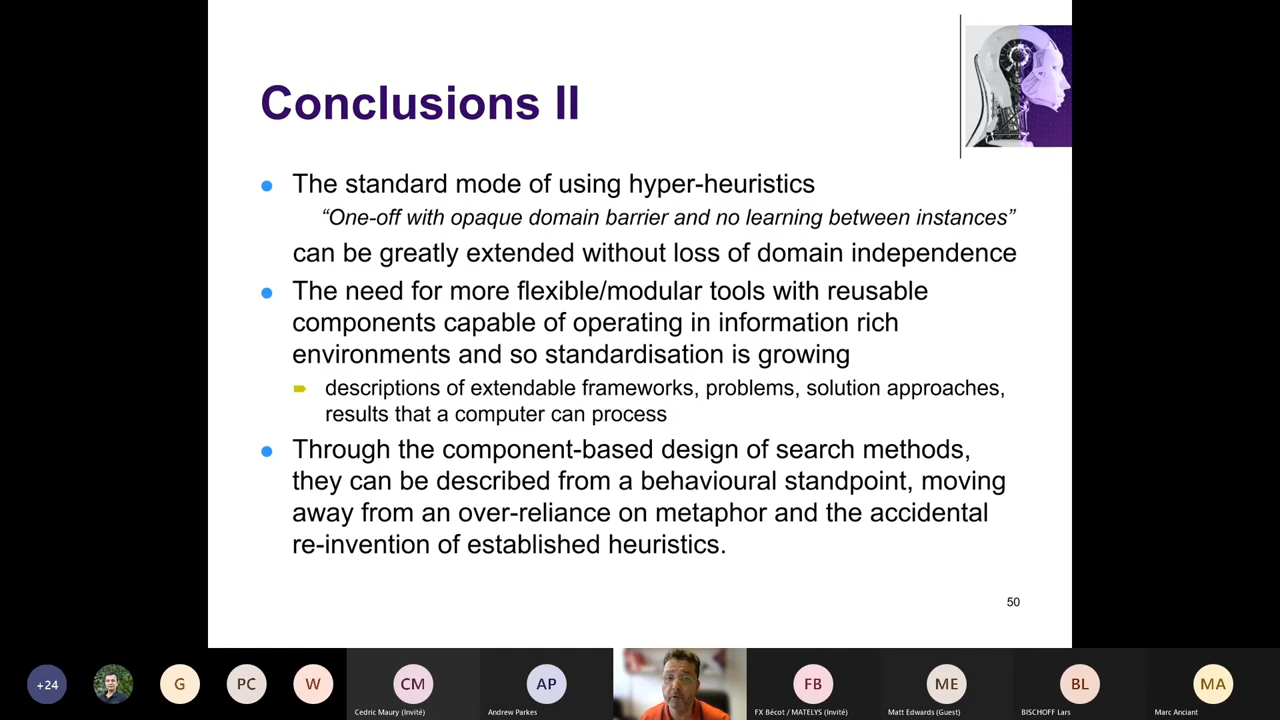 Conclusions II
The standard mode of using hyper-heuristics
“One-off with opaque domain barrier and no learning between instances”
can be greatly extended without loss of domain independence
The need for more flexible/modular tools with reusable
components capable of operating in information rich
environments and so standardisation is growing
descriptions of extendable frameworks, problems, solution approaches,
results that a computer can process
Through the component-based design of search methods,
they can be described from a behavioural standpoint, moving
away from an over-reliance on metaphor and the accidental
re-invention of established heuristics.
50
+24
G
PC
W
CM
AP
FB
ME
BL
MA
Cedric Maury (Invité)
Andrew Parkes
FX Bécot / MATELYS (Invité)
Matt Edwards (Guest)
BISCHOFF Lars
Marc Anciant